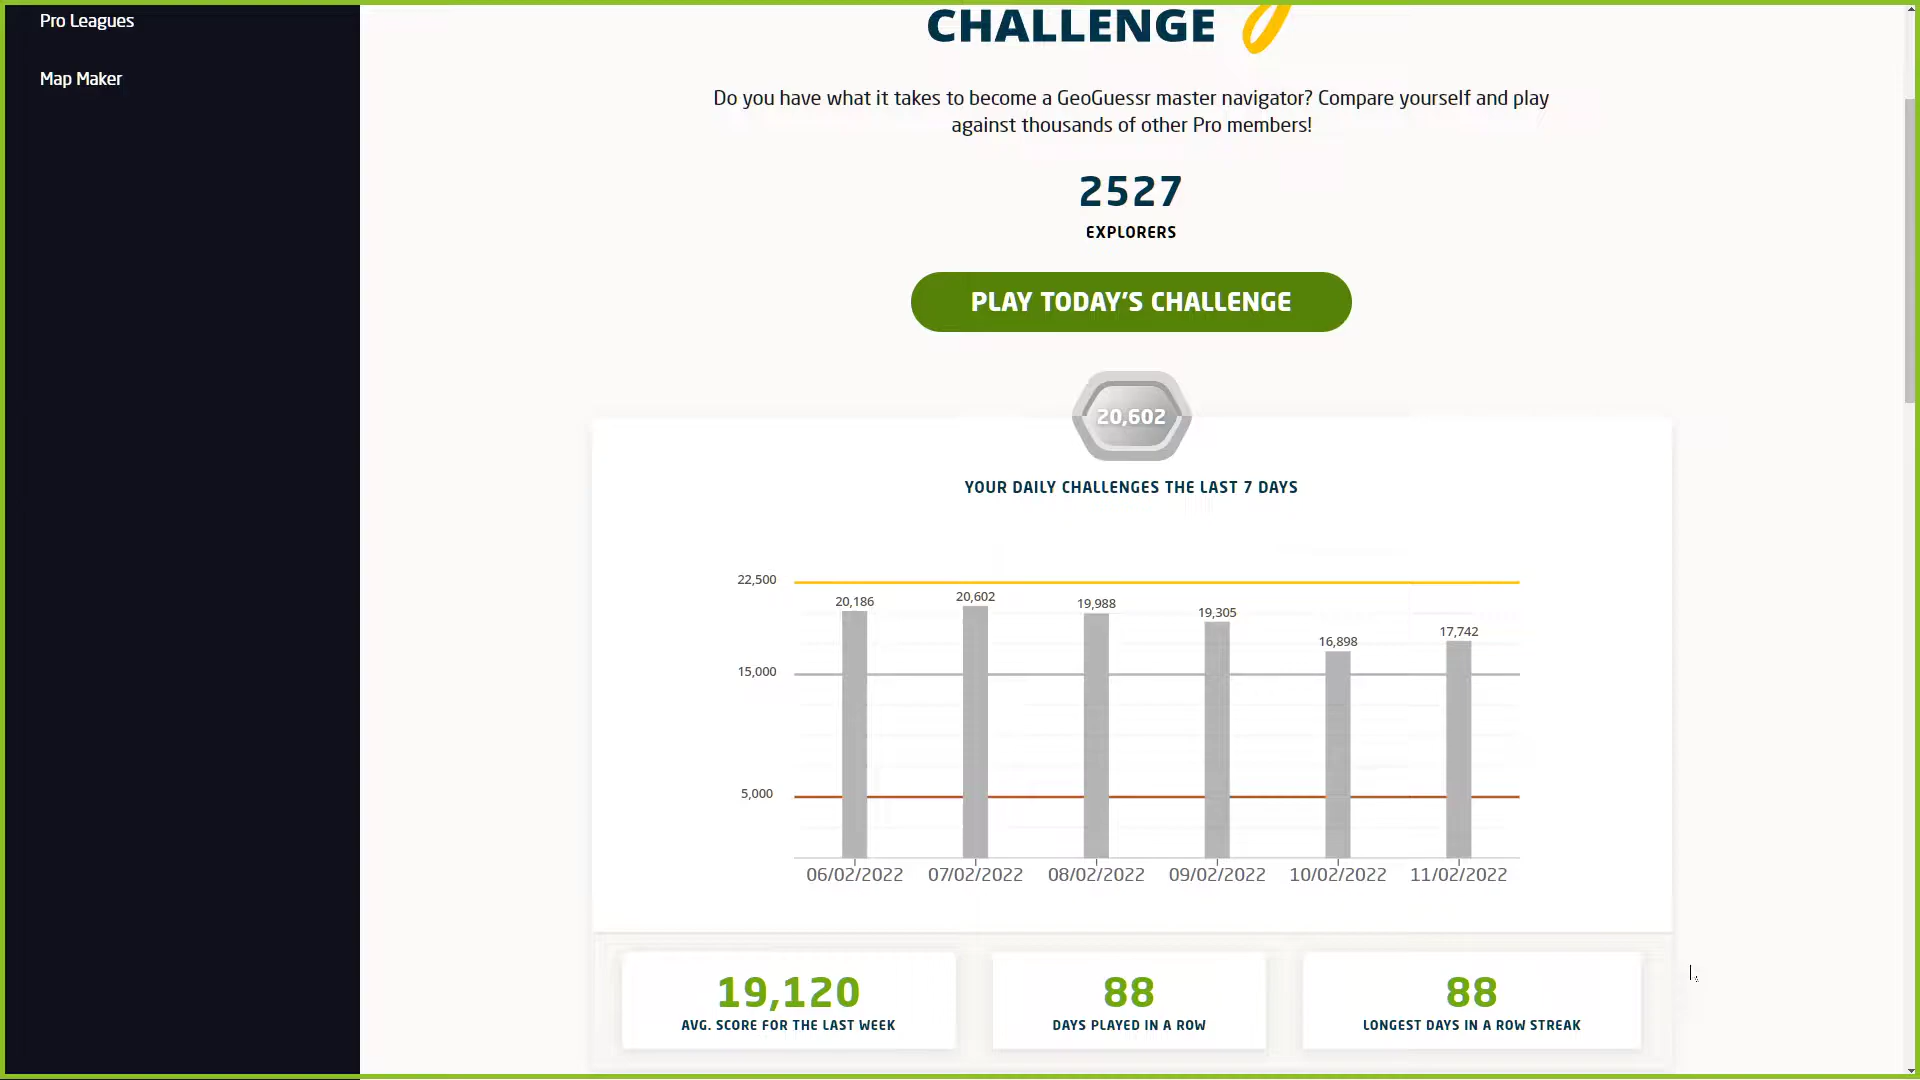 Pro Leagues
Map Maker
CHALLENGE
Do you have what it takes to become a GeoGuessr master navigator? Compare yourself and play
against thousands of other Pro members!
2527
EXPLORERS
PLAY TODAY'S CHALLENGE
20,602
YOUR DAILY CHALLENGES THE LAST 7 DAYS
22,500
20,186
20,602
19,988
19,305
16,898
17,742
15,000
5,000
06/02/2022
07/02/2022
08/02/2022
09/02/2022
10/02/2022
11/02/2022
19,120
AVG. SCORE FOR THE LAST WEEK
88
DAYS PLAYED IN A ROW
88
LONGEST DAYS IN A ROW STREAK